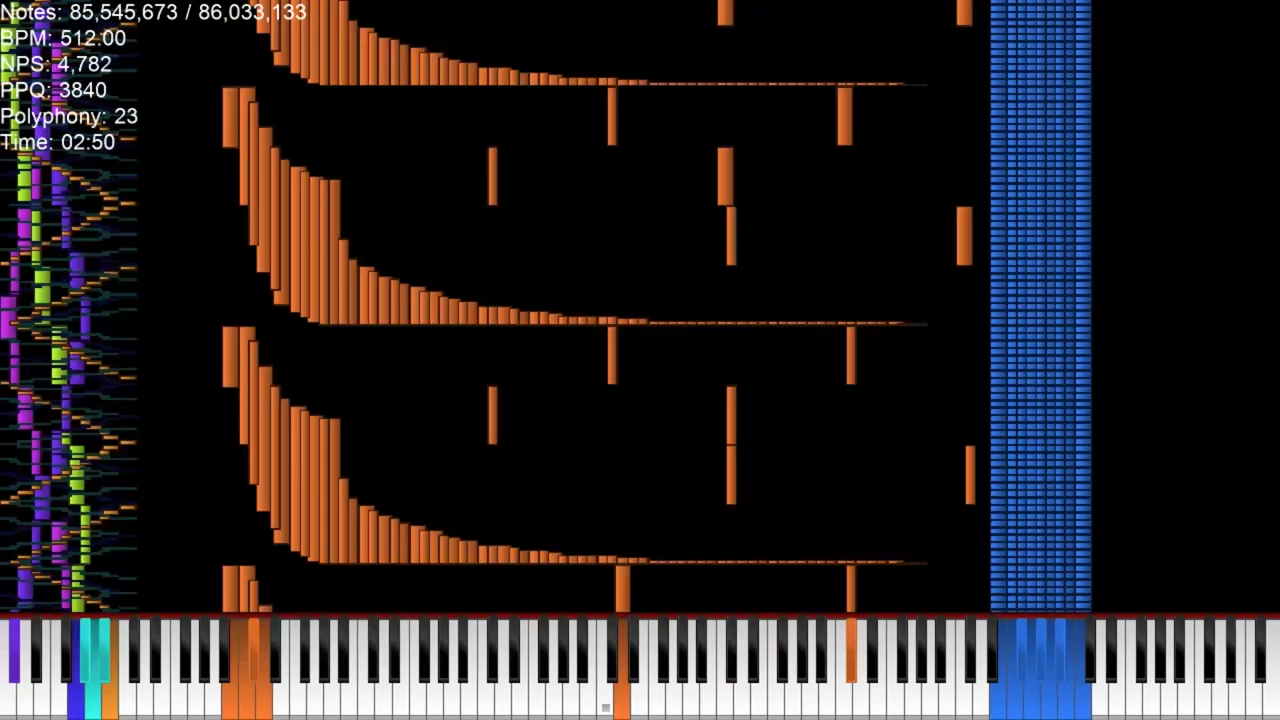 Notes: 85,545,673 / 86,033,133
BPM: 512.00
NPS: 4,782
PPQ: 3840
Polyphony: 23
Time: 02:50